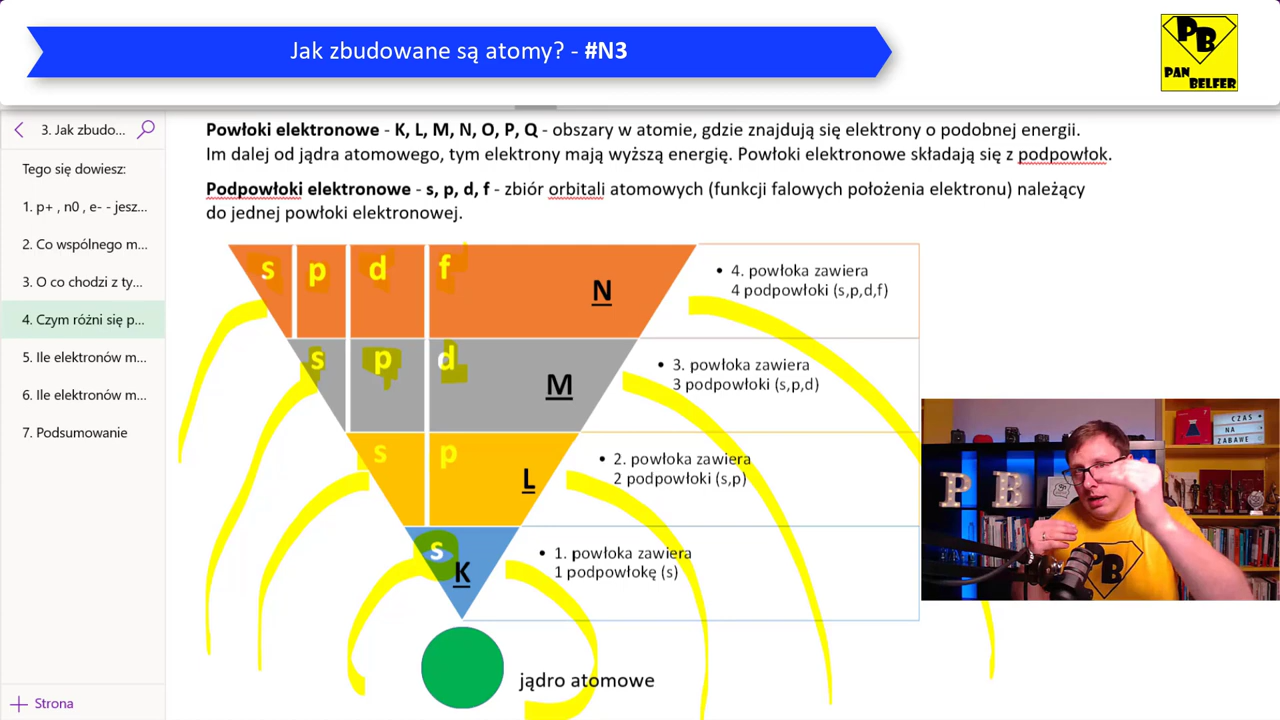 Jak zbudowane są atomy? - #N3
PB
PAN
BELFER
3. Jak zbudo...
Tego się dowiesz:
1. p+ , n0 , e- - jesz...
2. Co wspólnego m...
3. O co chodzi z ty...
4. Czym różni się p...
5. Ile elektronów m...
6. Ile elektronów m...
7. Podsumowanie
Strona
Powłoki elektronowe - K, L, M, N, O, P, Q - obszary w atomie, gdzie znajdują się elektrony o podobnej energii.
Im dalej od jądra atomowego, tym elektrony mają wyższą energię. Powłoki elektronowe składają się z podpowłok.
Podpowłoki elektronowe - s, p, d, f - zbiór orbitali atomowych (funkcji falowych położenia elektronu) należący
do jednej powłoki elektronowej.
s p d f
N
4. powłoka zawiera
4 podpowłoki (s,p,d,f)
s p d
M
3. powłoka zawiera
3 podpowłoki (s,p,d)
s p
L
2. powłoka zawiera
2 podpowłoki (s,p)
s
K
1. powłoka zawiera
1 podpowłokę (s)
jądro atomowe
CZAS
NA
ZABAWE
P B
PB